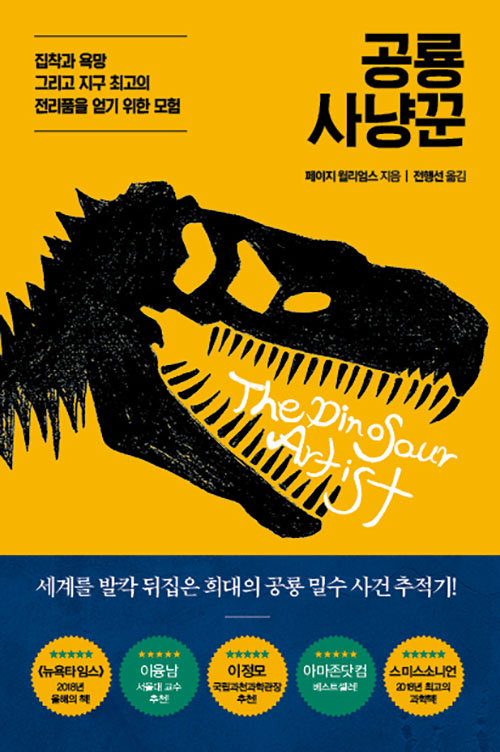 집착과 욕망
그리고 지구 최고의
전리품을 얻기 위한 모험
공룡
사냥꾼
페이지 윌리엄스 지음 | 전행선 옮김
The Dinosaur
Artist
세계를 발칵 뒤집은 희대의 공룡 밀수 사건 추적기!
★★★★★
《뉴욕타임스》
2018년
올해의 책!
★★★★★
이융남
서울대 교수
추천!
★★★★★
이정모
국립과천과학관장
추천!
★★★★★
아마존닷컴
베스트셀러!
★★★★★
스미스소니언
2018년 최고의
과학책!